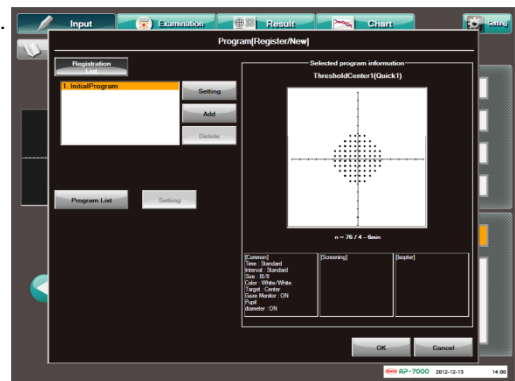 Input
Examination
Result
Chart
Setting
Program[Register/New]
Registration
List
1. InitialProgram
Setting
Add
Delete
Program List
Setting
Selected program information
ThresholdCenter1(Quick1)
n = 76 / 4 - 6min
[Common]
Time : Standard
Interval : Standard
Size : III/II
Color : White/White
Target : Center
Gaze Monitor : ON
Pupil
diameter : ON
[Screening]
[Isopter]
OK
Cancel
AP-7000 2012-12-13 14:00